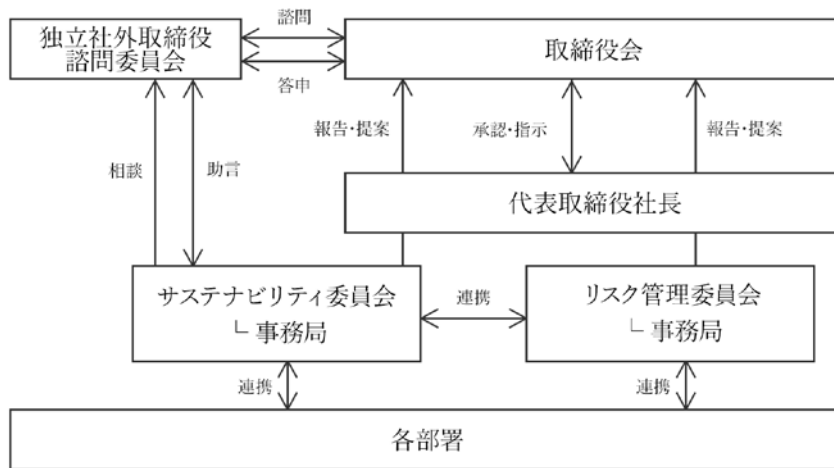 独立社外取締役
諮問委員会
諮問
答申
取締役会
相談
助言
報告・提案
承認・指示
報告・提案
代表取締役社長
サステナビリティ委員会
└ 事務局
連携
リスク管理委員会
└ 事務局
連携
連携
各部署